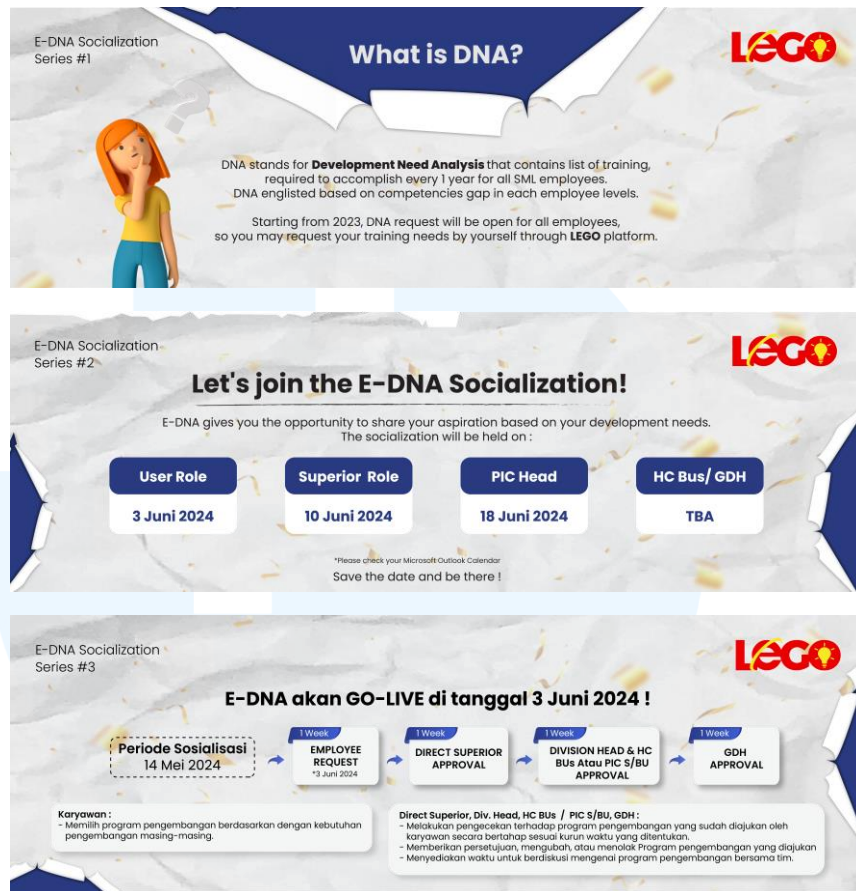 E-DNA Socialization
Series #1
What is DNA?
LEGO
DNA stands for Development Need Analysis that contains list of training,
required to accomplish every 1 year for all SML employees.
DNA englisted based on competencies gap in each employee levels.
Starting from 2023, DNA request will be open for all employees,
so you may request your training needs by yourself through LEGO platform.
E-DNA Socialization
Series #2
LEGO
Let's join the E-DNA Socialization!
E-DNA gives you the opportunity to share your aspiration based on your development needs.
The socialization will be held on :
User Role
3 Juni 2024
Superior Role
10 Juni 2024
PIC Head
18 Juni 2024
HC Bus/ GDH
TBA
*Please check your Microsoft Outlook Calendar
Save the date and be there !
E-DNA Socialization
Series #3
LEGO
E-DNA akan GO-LIVE di tanggal 3 Juni 2024 !
Periode Sosialisasi
14 Mei 2024
1 Week
EMPLOYEE
REQUEST
*3 Juni 2024
1 Week
DIRECT SUPERIOR
APPROVAL
1 Week
DIVISION HEAD & HC
BUs Atau PIC S/BU
APPROVAL
1 Week
GDH
APPROVAL
Karyawan :
- Memilih program pengembangan berdasarkan dengan kebutuhan
pengembangan masing-masing.
Direct Superior, Div. Head, HC BUs / PIC S/BU, GDH :
- Melakukan pengecekan terhadap program pengembangan yang sudah diajukan oleh
karyawan secara bertahap sesuai kurun waktu yang ditentukan.
- Memberikan persetujuan, mengubah, atau menolak Program pengembangan yang diajukan
- Menyediakan waktu untuk berdiskusi mengenai program pengembangan bersama tim.